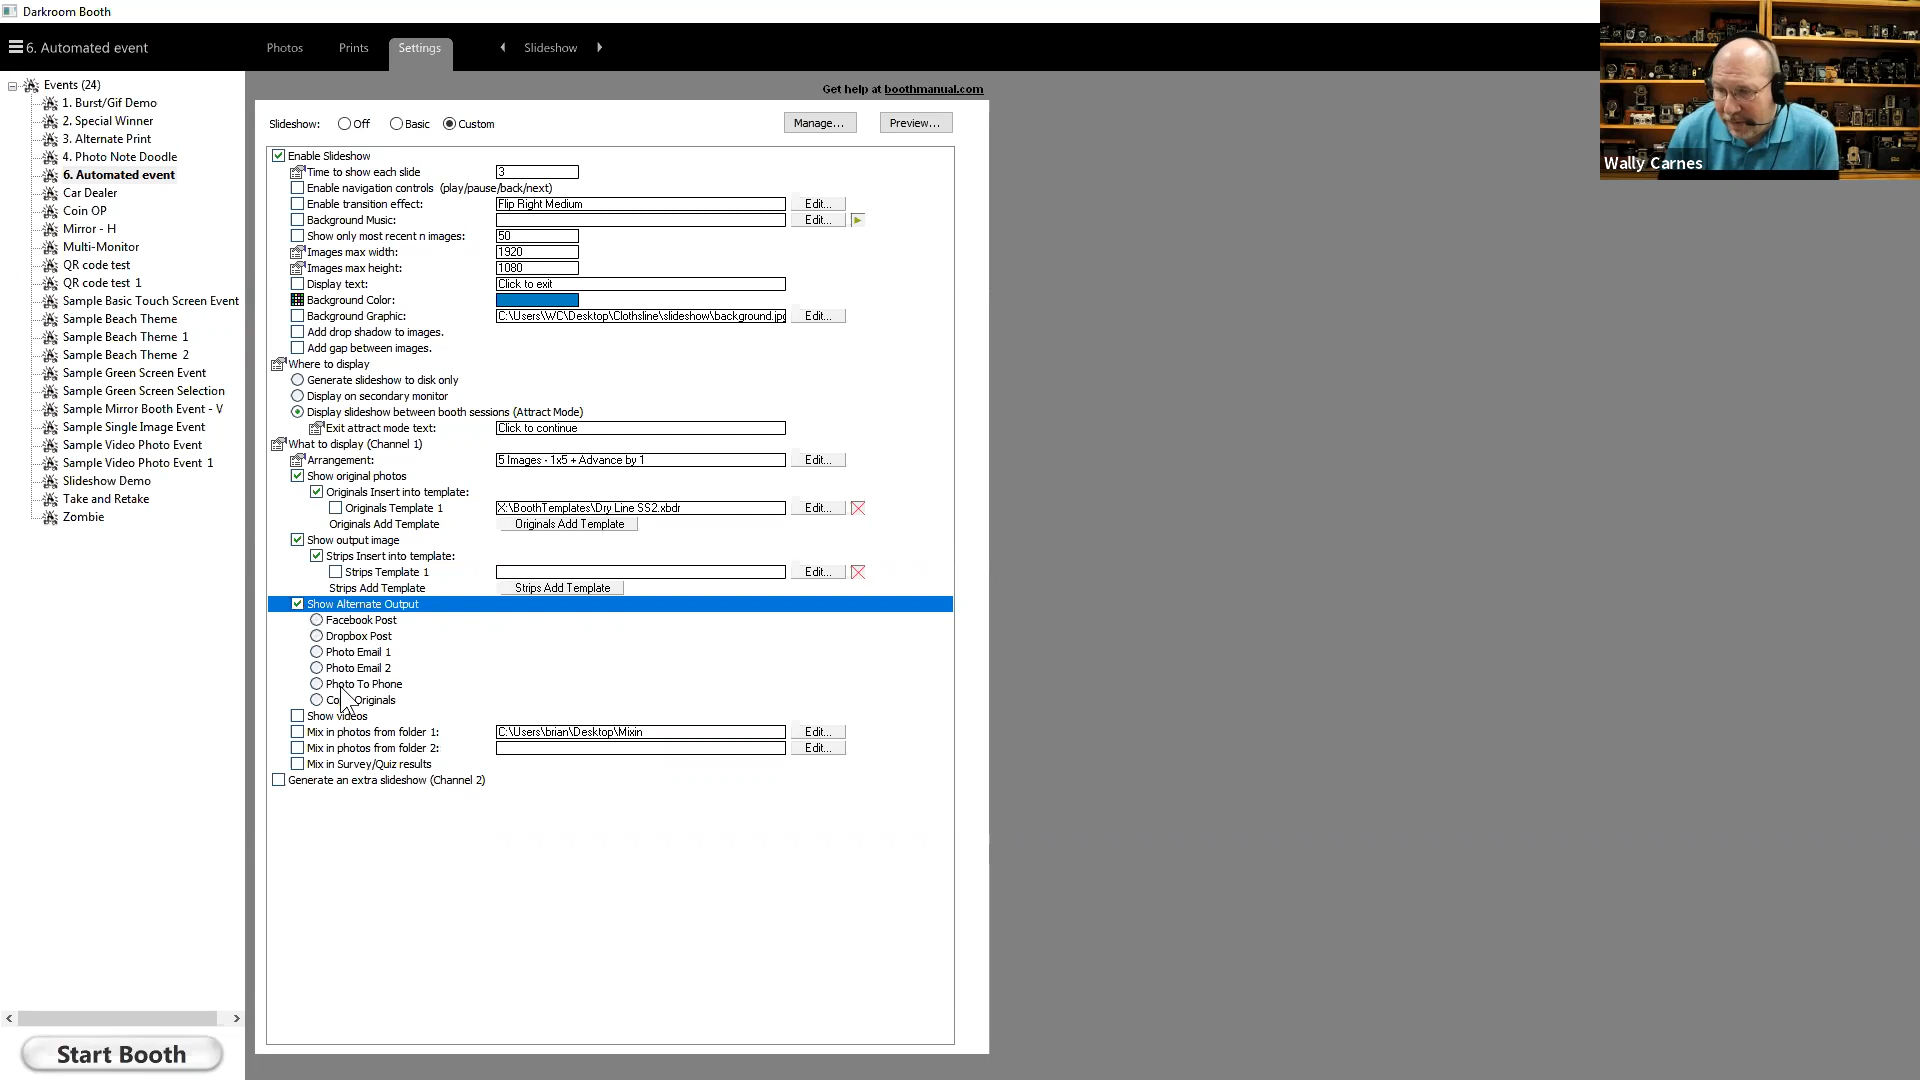 Darkroom Booth
6. Automated event
Photos
Prints
Settings
Slideshow
Wally Carnes
Events (24)
1. Burst/Gif Demo
2. Special Winner
3. Alternate Print
4. Photo Note Doodle
6. Automated event
Car Dealer
Coin OP
Mirror - H
Multi-Monitor
QR code test
QR code test 1
Sample Basic Touch Screen Event
Sample Beach Theme
Sample Beach Theme 1
Sample Beach Theme 2
Sample Green Screen Event
Sample Green Screen Selection
Sample Mirror Booth Event - V
Sample Single Image Event
Sample Video Photo Event
Sample Video Photo Event 1
Slideshow Demo
Take and Retake
Zombie
Start Booth
Get help at boothmanual.com
Slideshow: Off Basic Custom Manage... Preview...
Enable Slideshow
Time to show each slide 3
Enable navigation controls (play/pause/back/next)
Enable transition effect: Flip Right Medium Edit...
Background Music: Edit...
Show only most recent n images: 50
Images max width: 1920
Images max height: 1080
Display text: Click to exit
Background Color:
Background Graphic: C:\Users\WC\Desktop\Clothsline\slideshow\background.jpg Edit...
Add drop shadow to images.
Add gap between images.
Where to display
Generate slideshow to disk only
Display on secondary monitor
Display slideshow between booth sessions (Attract Mode)
Exit attract mode text: Click to continue
What to display (Channel 1)
Arrangement: 5 Images - 1x5 + Advance by 1 Edit...
Show original photos
Originals Insert into template:
Originals Template 1 X:\BoothTemplates\Dry Line SS2.xbdr Edit...
Originals Add Template Originals Add Template
Show output image
Strips Insert into template:
Strips Template 1 Edit...
Strips Add Template Strips Add Template
Show Alternate Output
Facebook Post
Dropbox Post
Photo Email 1
Photo Email 2
Photo To Phone
Originals
Show videos
Mix in photos from folder 1: C:\Users\brian\Desktop\Mixin Edit...
Mix in photos from folder 2: Edit...
Mix in Survey/Quiz results
Generate an extra slideshow (Channel 2)